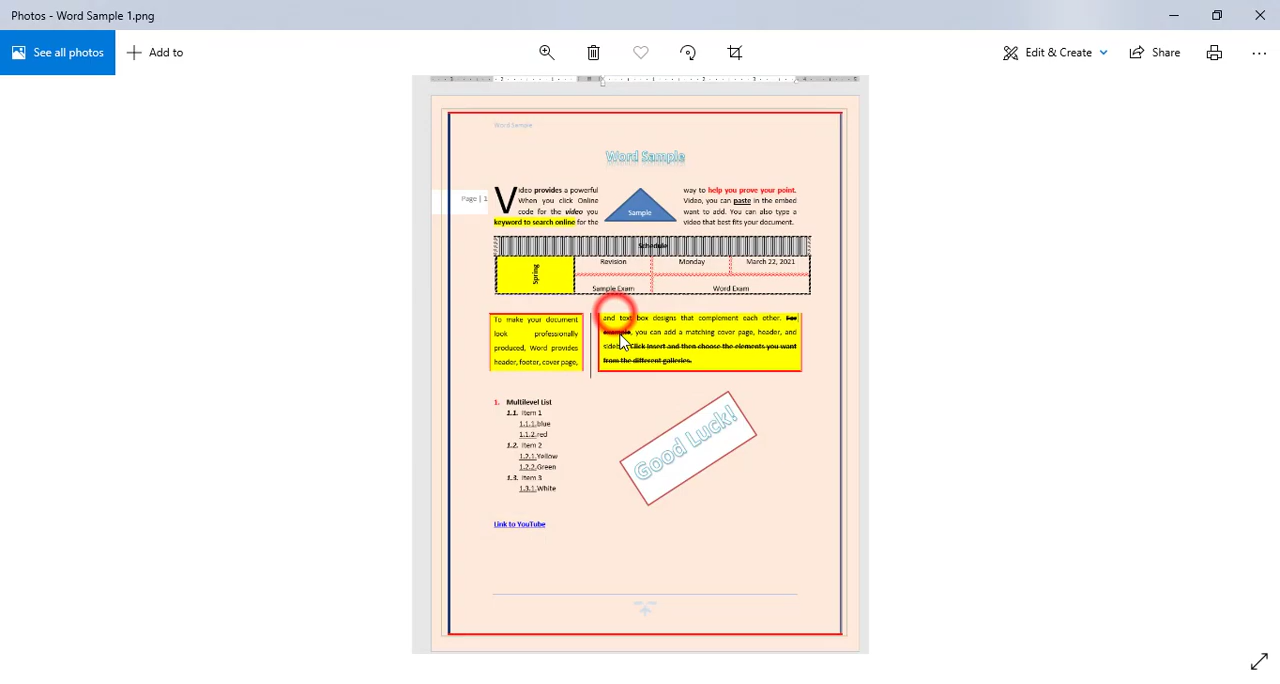 Photos - Word Sample 1.png
See all photos
Add to
Edit & Create
Share
Word Sample
Word Sample
Page | 1
Video provides a powerful
When you click Online
code for the video you
keyword to search online for the
Sample
way to help you prove your point.
Video, you can paste in the embed
want to add. You can also type a
video that best fits your document.
Schedule
Spring
Revision
Monday
March 22, 2021
Sample Exam
Word Exam
To make your document
look professionally
produced, Word provides
header, footer, cover page,
and text box designs that complement each other. For
example, you can add a matching cover page, header, and
Click Insert and then choose the elements you want
from the different galleries.
1. Multilevel List
1.1. Item 1
1.1.1.blue
1.1.2.red
1.2. Item 2
1.2.1.Yellow
1.2.2.Green
1.3. Item 3
1.3.1.White
Good Luck!
Link to YouTube